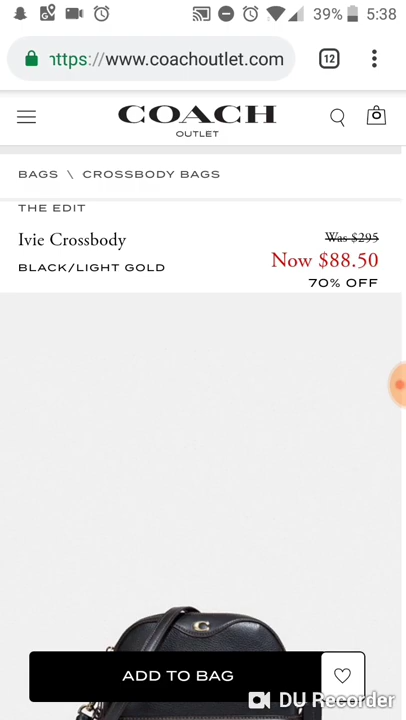 39% 5:38
https://www.coachoutlet.com
12
COACH
OUTLET
BAGS \ CROSSBODY BAGS
THE EDIT
Ivie Crossbody
Was $295
Now $88.50
BLACK/LIGHT GOLD
70% OFF
ADD TO BAG
DU Recorder